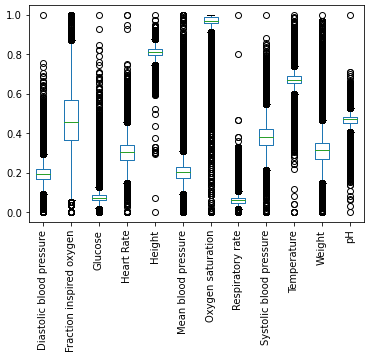 1.0
0.8
0.6
0.4
0.2
0.0
Diastolic blood pressure
Fraction inspired oxygen
Glucose
Heart Rate
Height
Mean blood pressure
Oxygen saturation
Respiratory rate
Systolic blood pressure
Temperature
Weight
pH